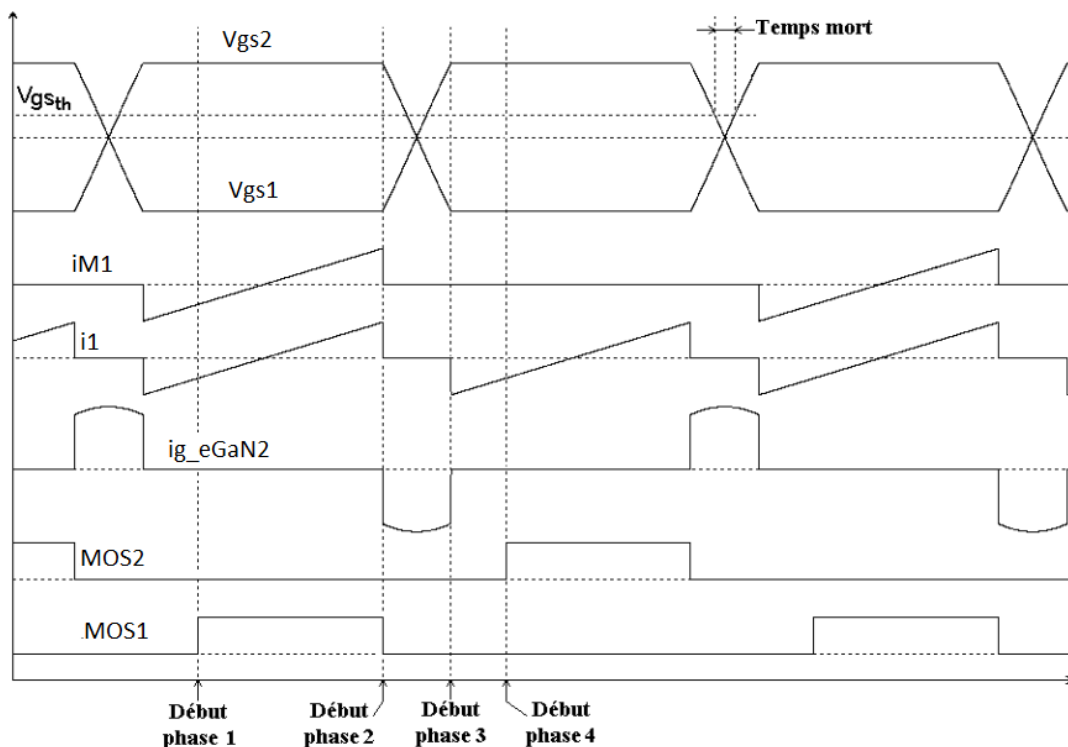 Vgs2
Temps mort
Vgsth
Vgs1
iM1
i1
ig_eGaN2
MOS2
.MOS1
Début
phase 1
Début
phase 2
Début
phase 3
Début
phase 4